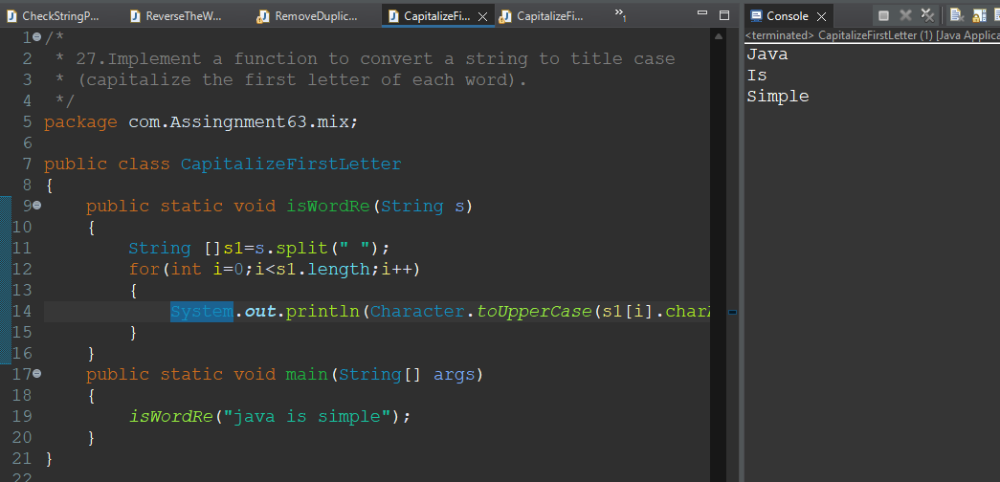 CheckStringP... ReverseTheW... RemoveDuplic... CapitalizeFi... CapitalizeFi... »1
Console
<terminated> CapitalizeFirstLetter (1) [Java Applica
1 /*
2 * 27.Implement a function to convert a string to title case
3 * (capitalize the first letter of each word).
4 */
5 package com.Assingnment63.mix;
6
7 public class CapitalizeFirstLetter
8 {
9 public static void isWordRe(String s)
10 {
11 String []s1=s.split(" ");
12 for(int i=0;i<s1.length;i++)
13 {
14 System.out.println(Character.toUpperCase(s1[i].char
15 }
16 }
17 public static void main(String[] args)
18 {
19 isWordRe("java is simple");
20 }
21 }
22
Java
Is
Simple